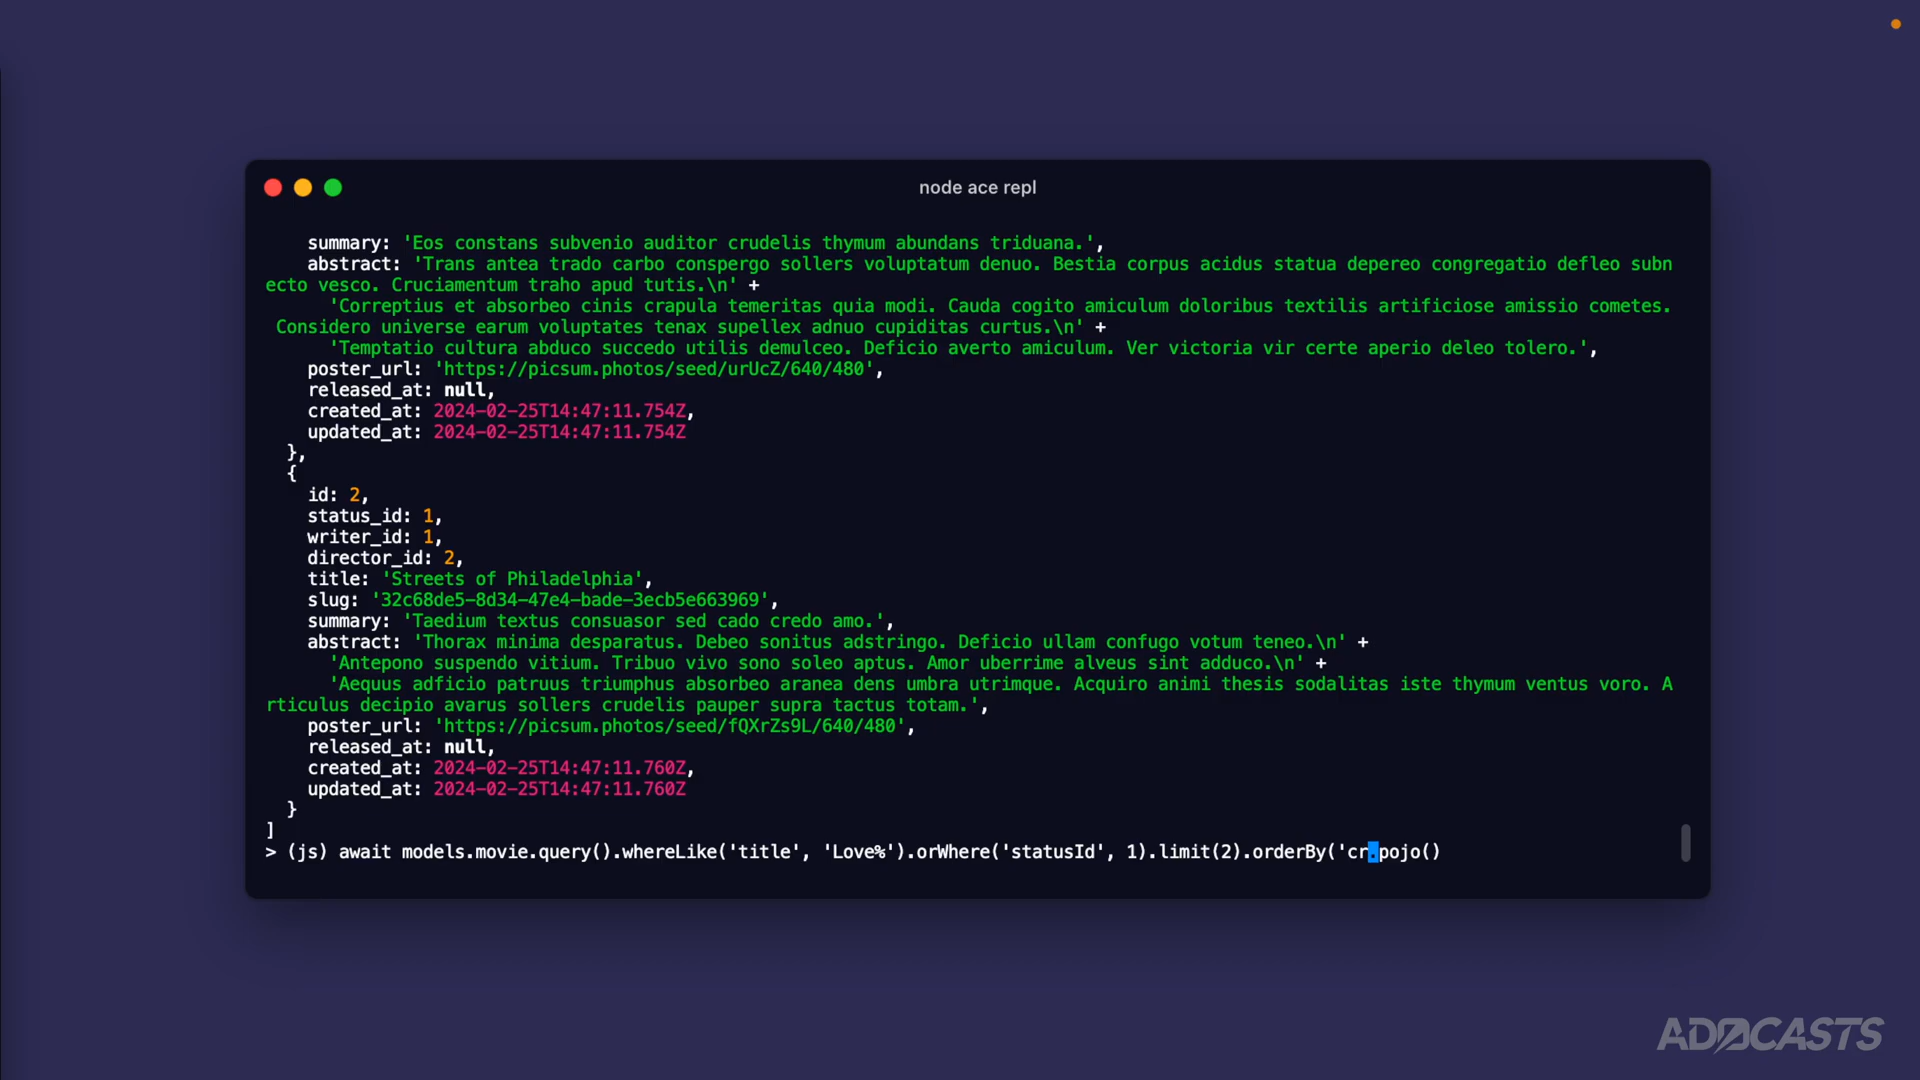 node ace repl
summary: 'Eos constans subvenio auditor crudelis thymum abundans triduana.',
abstract: 'Trans antea trado carbo conspergo sollers voluptatum denuo. Bestia corpus acidus statua depereo congregatio defleo subn
ecto vesco. Cruciamentum traho apud tutis.\n' +
'Correptius et absorbeo cinis crapula temeritas quia modi. Cauda cogito amiculum doloribus textilis artificiose amissio cometes.
Considero universe earum voluptates tenax supellex adnuo cupiditas curtus.\n' +
'Temptatio cultura abduco succedo utilis demulceo. Deficio averto amiculum. Ver victoria vir certe aperio deleo tolero.',
poster_url: 'https://picsum.photos/seed/urUcZ/640/480',
released_at: null,
created_at: 2024-02-25T14:47:11.754Z,
updated_at: 2024-02-25T14:47:11.754Z
},
{
id: 2,
status_id: 1,
writer_id: 1,
director_id: 2,
title: 'Streets of Philadelphia',
slug: '32c68de5-8d34-47e4-bade-3ecb5e663969',
summary: 'Taedium textus consuasor sed cado credo amo.',
abstract: 'Thorax minima desparatus. Debeo sonitus adstringo. Deficio ullam confugo votum teneo.\n' +
'Antepono suspendo vitium. Tribuo vivo sono soleo aptus. Amor uberrime alveus sint adduco.\n' +
'Aequus adficio patruus triumphus absorbeo aranea dens umbra utrimque. Acquiro animi thesis sodalitas iste thymum ventus voro. A
rticulus decipio avarus sollers crudelis pauper supra tactus totam.',
poster_url: 'https://picsum.photos/seed/fQXrZs9L/640/480',
released_at: null,
created_at: 2024-02-25T14:47:11.760Z,
updated_at: 2024-02-25T14:47:11.760Z
}
]
> (js) await models.movie.query().whereLike('title', 'Love%').orWhere('statusId', 1).limit(2).orderBy('cr.pojo()
ADOCASTS